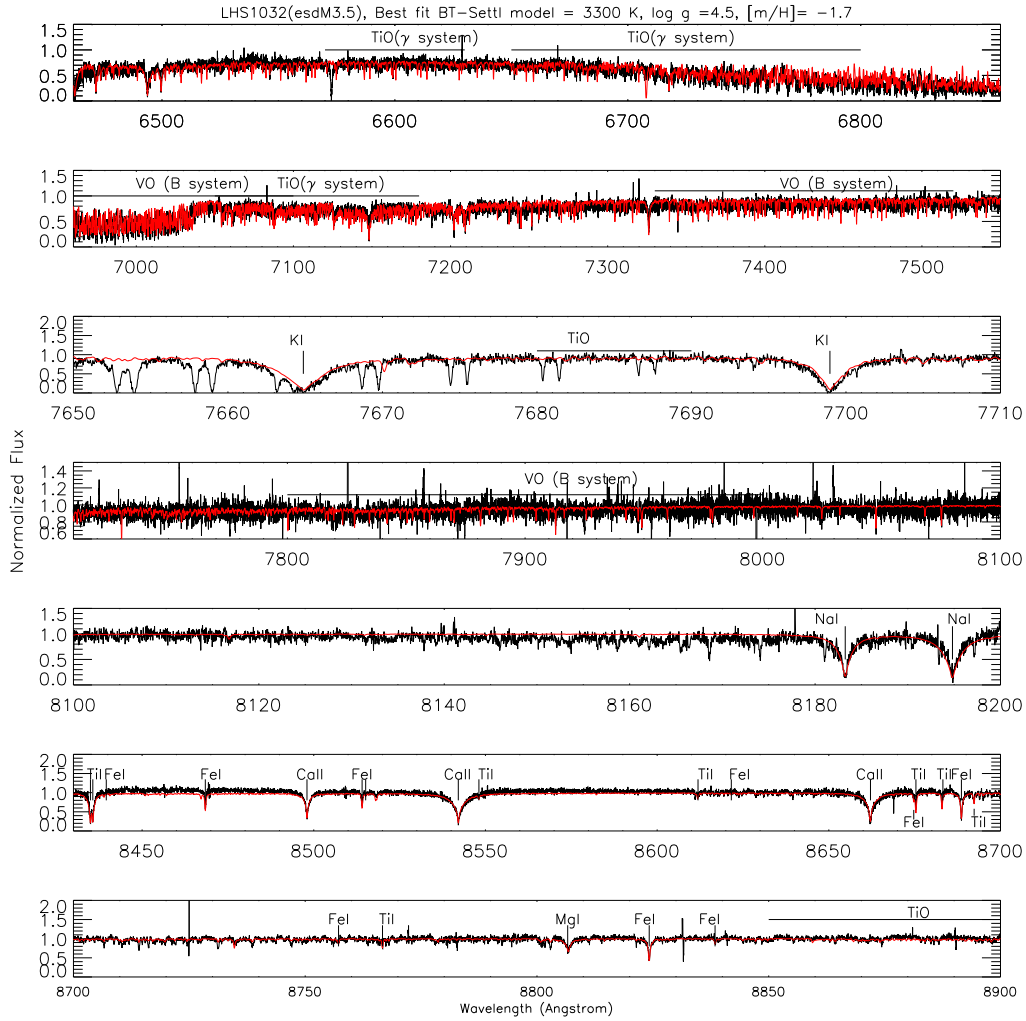 LHS1032(esdM3.5), Best fit BT-Settl model = 3300 K, log g =4.5, [m/H]= −1.7
TiO(γ system) TiO(γ system)
1.5
1.0
0.5
0.0
6500 6600 6700 6800
VO (B system) TiO(γ system) VO (B system)
1.5
1.0
0.5
0.0
7000 7100 7200 7300 7400 7500
KI TiO KI
2.0
1.5
1.0
0.5
0.0
7650 7660 7670 7680 7690 7700 7710
Normalized Flux
VO (B system)
1.4
1.2
1.0
0.8
0.6
7800 7900 8000 8100
NaI NaI
1.5
1.0
0.5
0.0
8100 8120 8140 8160 8180 8200
TiI FeI FeI CaII FeI CaII TiI TiI FeI CaII TiI TiI FeI
FeI TiI
2.0
1.5
1.0
0.5
0.0
8450 8500 8550 8600 8650 8700
FeI TiI MgI FeI FeI TiO
2.0
1.5
1.0
0.5
0.0
8700 8750 8800 8850 8900
Wavelength (Angstrom)